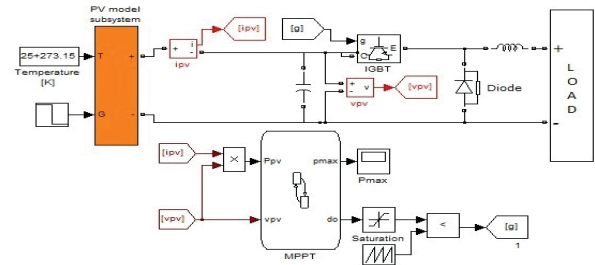 PV model
subsystem
25+273.15
Temperature
[K]
T
+
G
-
+ i
-
ipv
[ipv]
[g]
g
C
E
IGBT
+
-
v
vpv
[vpv]
Diode
+
-
L
O
A
D
[ipv]
[vpv]
×
Ppv
vpv
pmax
do
MPPT
Pmax
Saturation
<
[g]
1